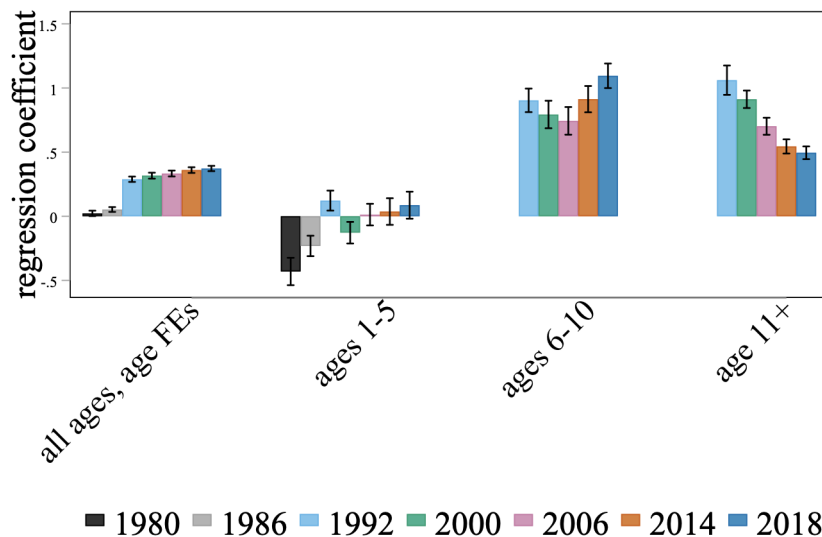 regression coefficient
1.5
1
.5
0
-.5
all ages, age FEs
ages 1-5
ages 6-10
age 11+
1980 1986 1992 2000 2006 2014 2018